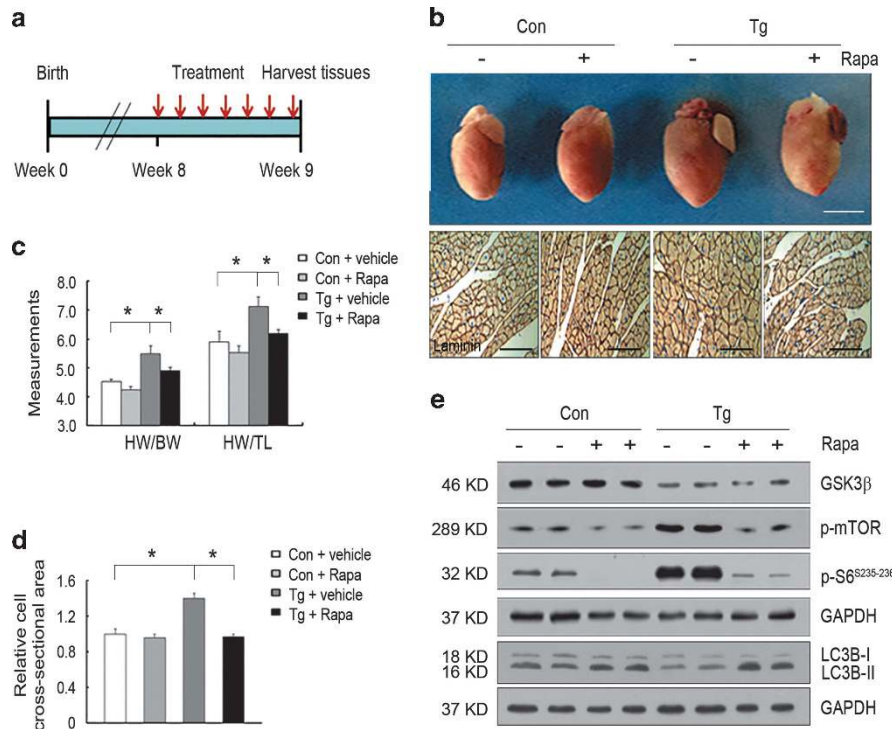 a
Birth Treatment Harvest tissues
Week 0 Week 8 Week 9
b
Con Tg
- + - + Rapa
Laminin
c
Measurements
8.0
7.0
6.0
5.0
4.0
3.0
HW/BW HW/TL
* * * *
Con + vehicle
Con + Rapa
Tg + vehicle
Tg + Rapa
d
Relative cell
cross-sectional area
1.6
1.2
0.8
0.4
0
* *
Con + vehicle
Con + Rapa
Tg + vehicle
Tg + Rapa
e
Con Tg
- - + + - - + + Rapa
46 KD GSK3β
289 KD p-mTOR
32 KD p-S6S235-236
37 KD GAPDH
18 KD LC3B-I
16 KD LC3B-II
37 KD GAPDH